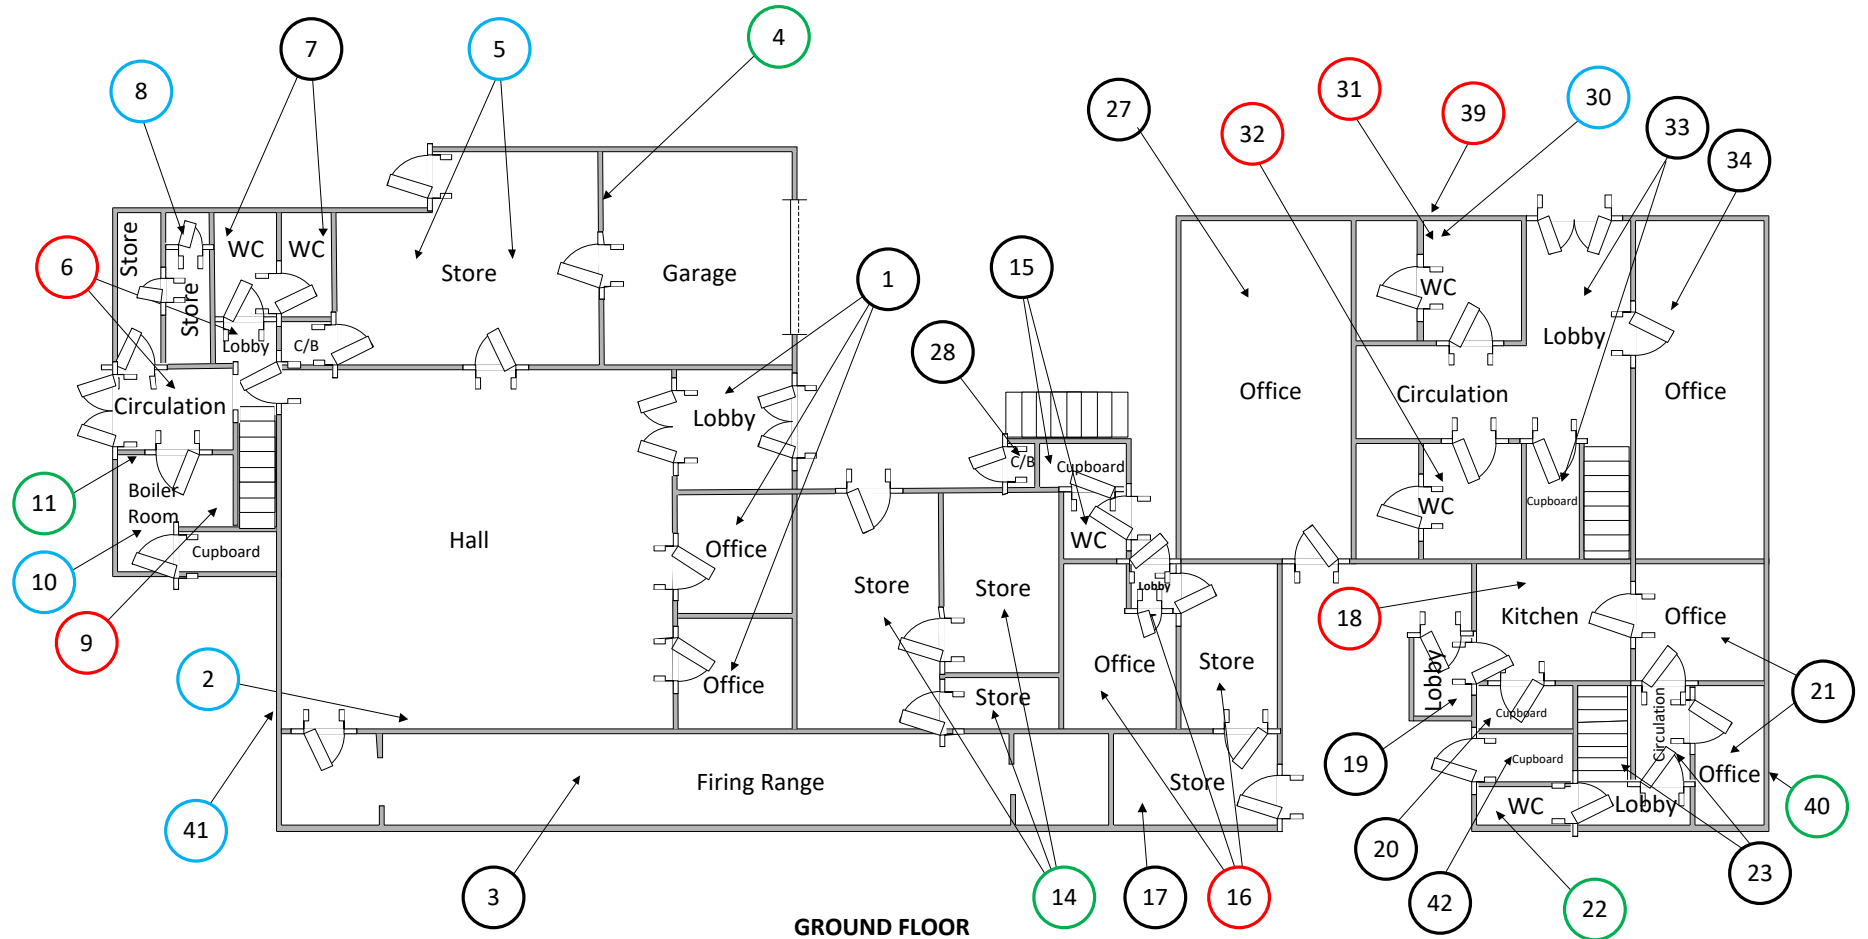 4
7
5
31
8
30
27
39
33
32
34
WC
WC
Store
6
Store
Garage
1
15
WC
Store
Lobby
Lobby
C/B
28
Office
Circulation
Office
Circulation
Lobby
C/B
Cupboard
Boiler
Room
11
WC
Cupboard
Hall
WC
Cupboard
Office
10
Store
Store
Lobby
9
18
Kitchen
Office
Office
Store
2
Office
Lobby
Store
21
Cupboard
Circulation
19
Cupboard
Firing Range
Store
Office
WC
Lobby
40
41
20
23
3
14
17
16
42
22
GROUND FLOOR